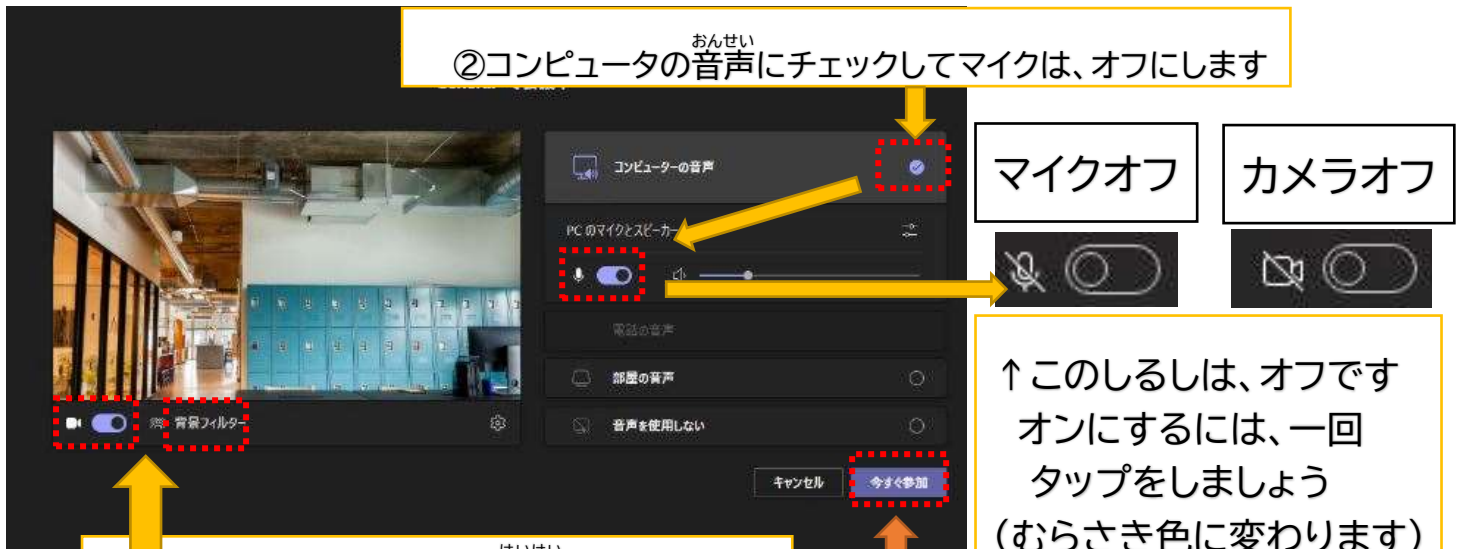 おんせい
②コンピュータの音声にチェックしてマイクは、オフにします
コンピューターの音声
PC のマイクとスピーカー
電話の音声
部屋の音声
音声を使用しない
背景フィルター
キャンセル
今すぐ参加
マイクオフ
カメラオフ
↑このしるしは、オフです
オンにするには、一回
タップをしましょう
(むらさき色に変わります)
はいけい